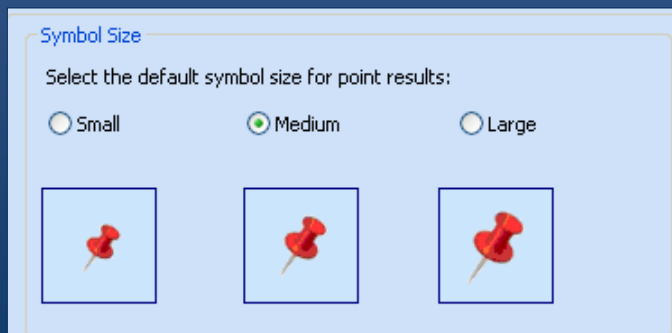 Symbol Size
Select the default symbol size for point results:
Small Medium Large